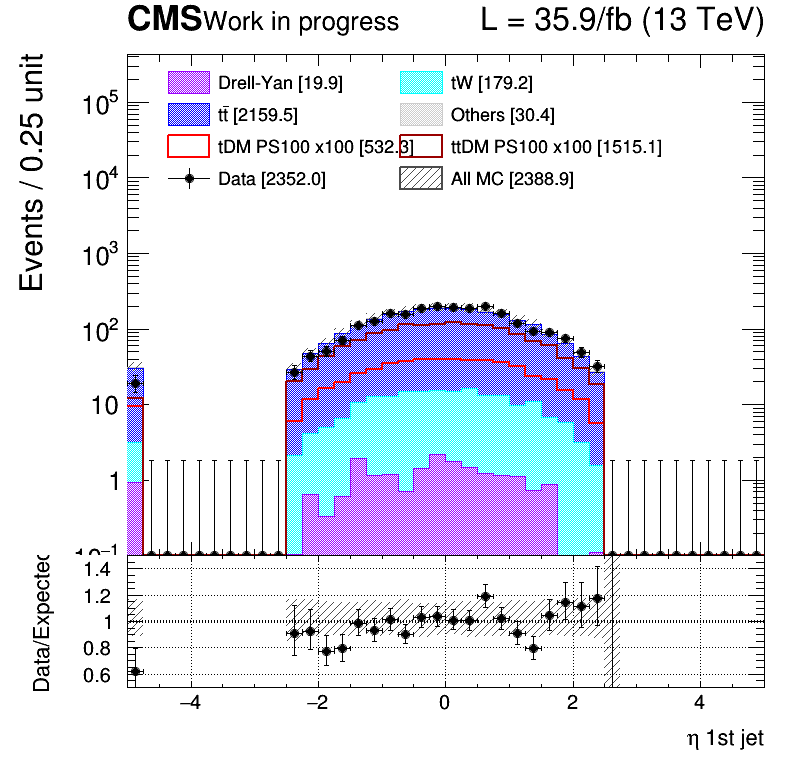 CMS Work in progress L = 35.9/fb (13 TeV)
Events / 0.25 unit
Drell-Yan [19.9] tW [179.2]
tt̄ [2159.5] Others [30.4]
tDM PS100 x100 [532.3] ttDM PS100 x100 [1515.1]
Data [2352.0] All MC [2388.9]
10⁵
10⁴
10³
10²
10
1
10⁻¹
Data/Expected
1.4
1.2
1
0.8
0.6
−4 −2 0 2 4
η 1st jet